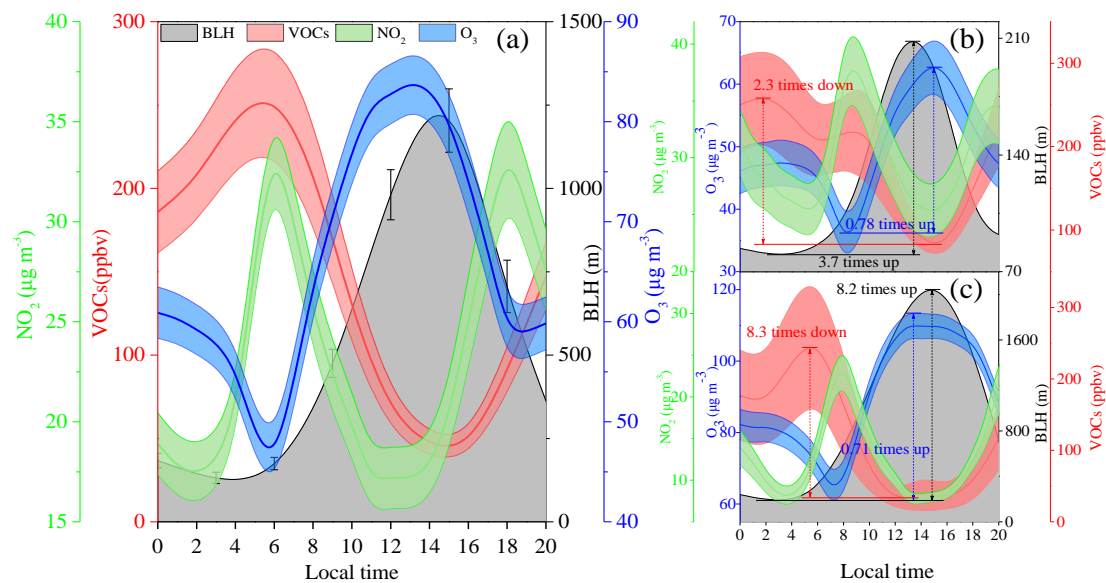 BLH VOCs NO₂ O₃
(a)
40
35
30
25
20
15
NO₂ (µg m⁻³)
300
200
100
0
VOCs(ppbv)
1500
1000
500
0
BLH (m)
90
80
70
60
50
40
O₃ (µg m⁻³)
0 2 4 6 8 10 12 14 16 18 20
Local time
(b)
40
30
20
10
NO₂ (µg m⁻³)
70
60
50
40
30
O₃ (µg m⁻³)
2.3 times down
0.78 times up
3.7 times up
210
140
70
BLH (m)
300
200
100
0
VOCs (ppbv)
(c)
8.2 times up
8.3 times down
0.71 times up
NO₂ (µg m⁻³)
30
20
10
120
100
80
60
O₃ (µg m⁻³)
1600
800
0
BLH (m)
300
200
100
0
VOCs (ppbv)
0 2 4 6 8 10 12 14 16 18 20
Local time